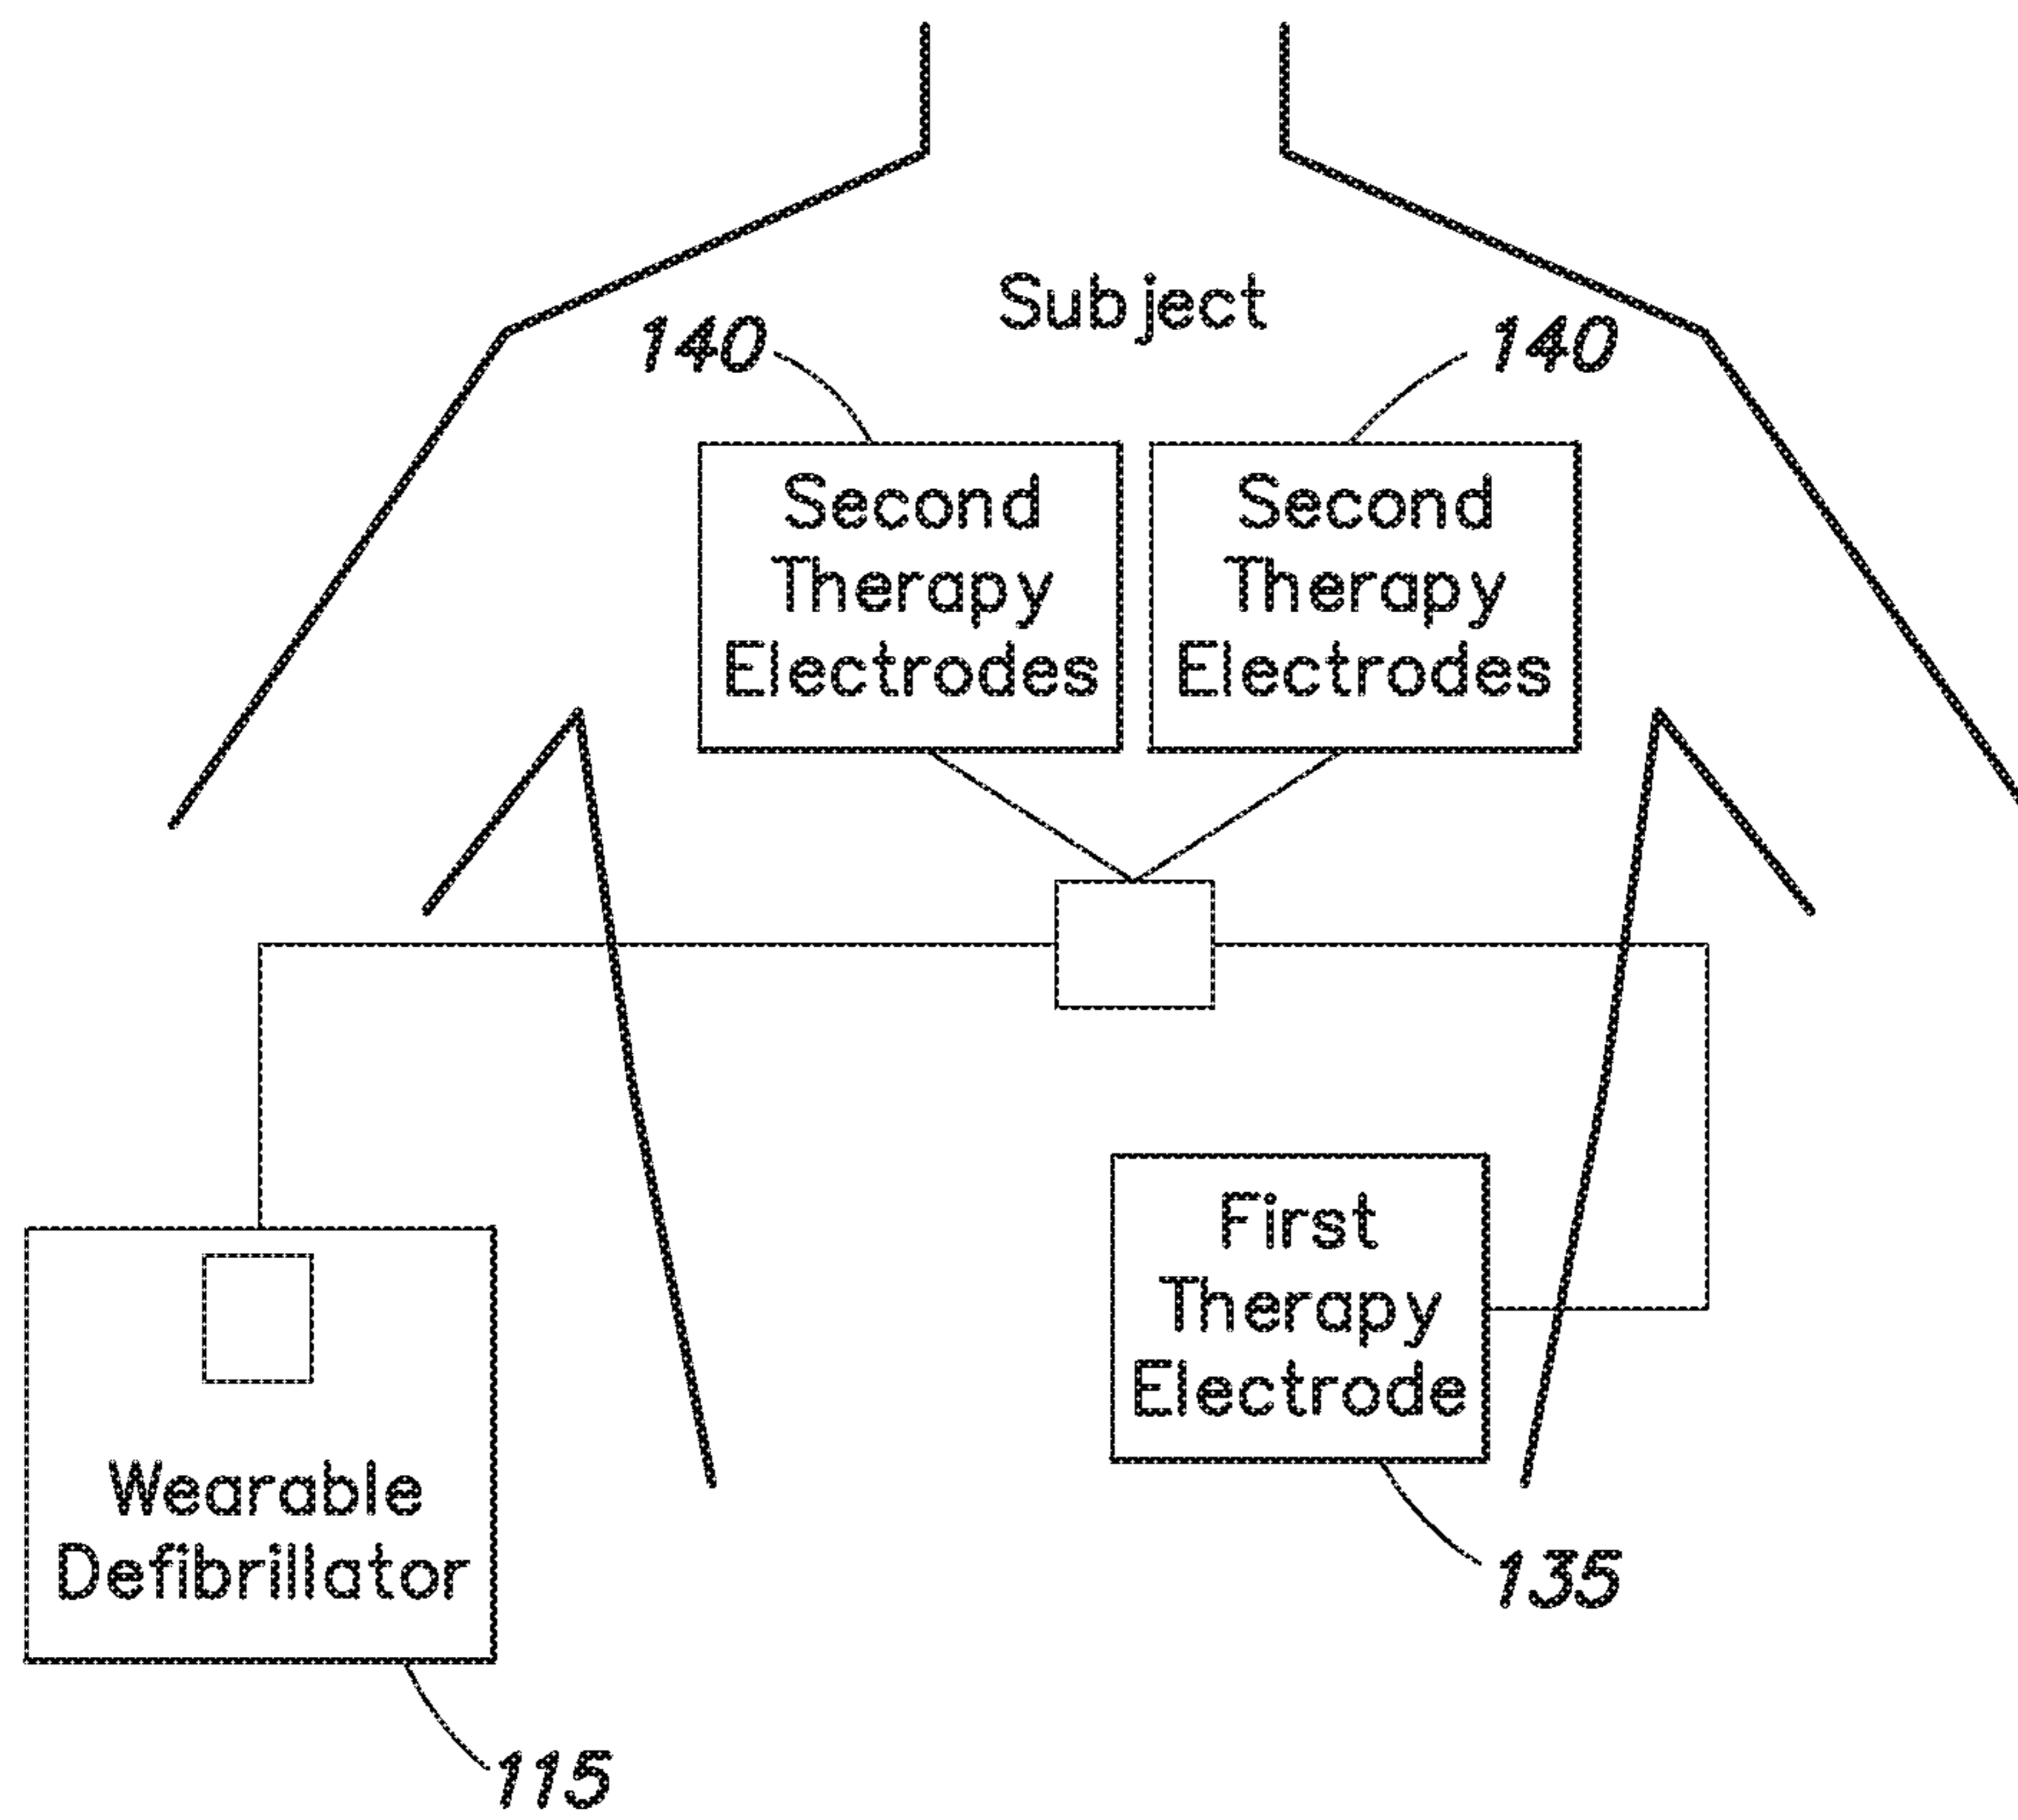 Subject
140
140
Second
Therapy
Electrodes
Second
Therapy
Electrodes
First
Therapy
Electrode
135
Wearable
Defibrillator
115